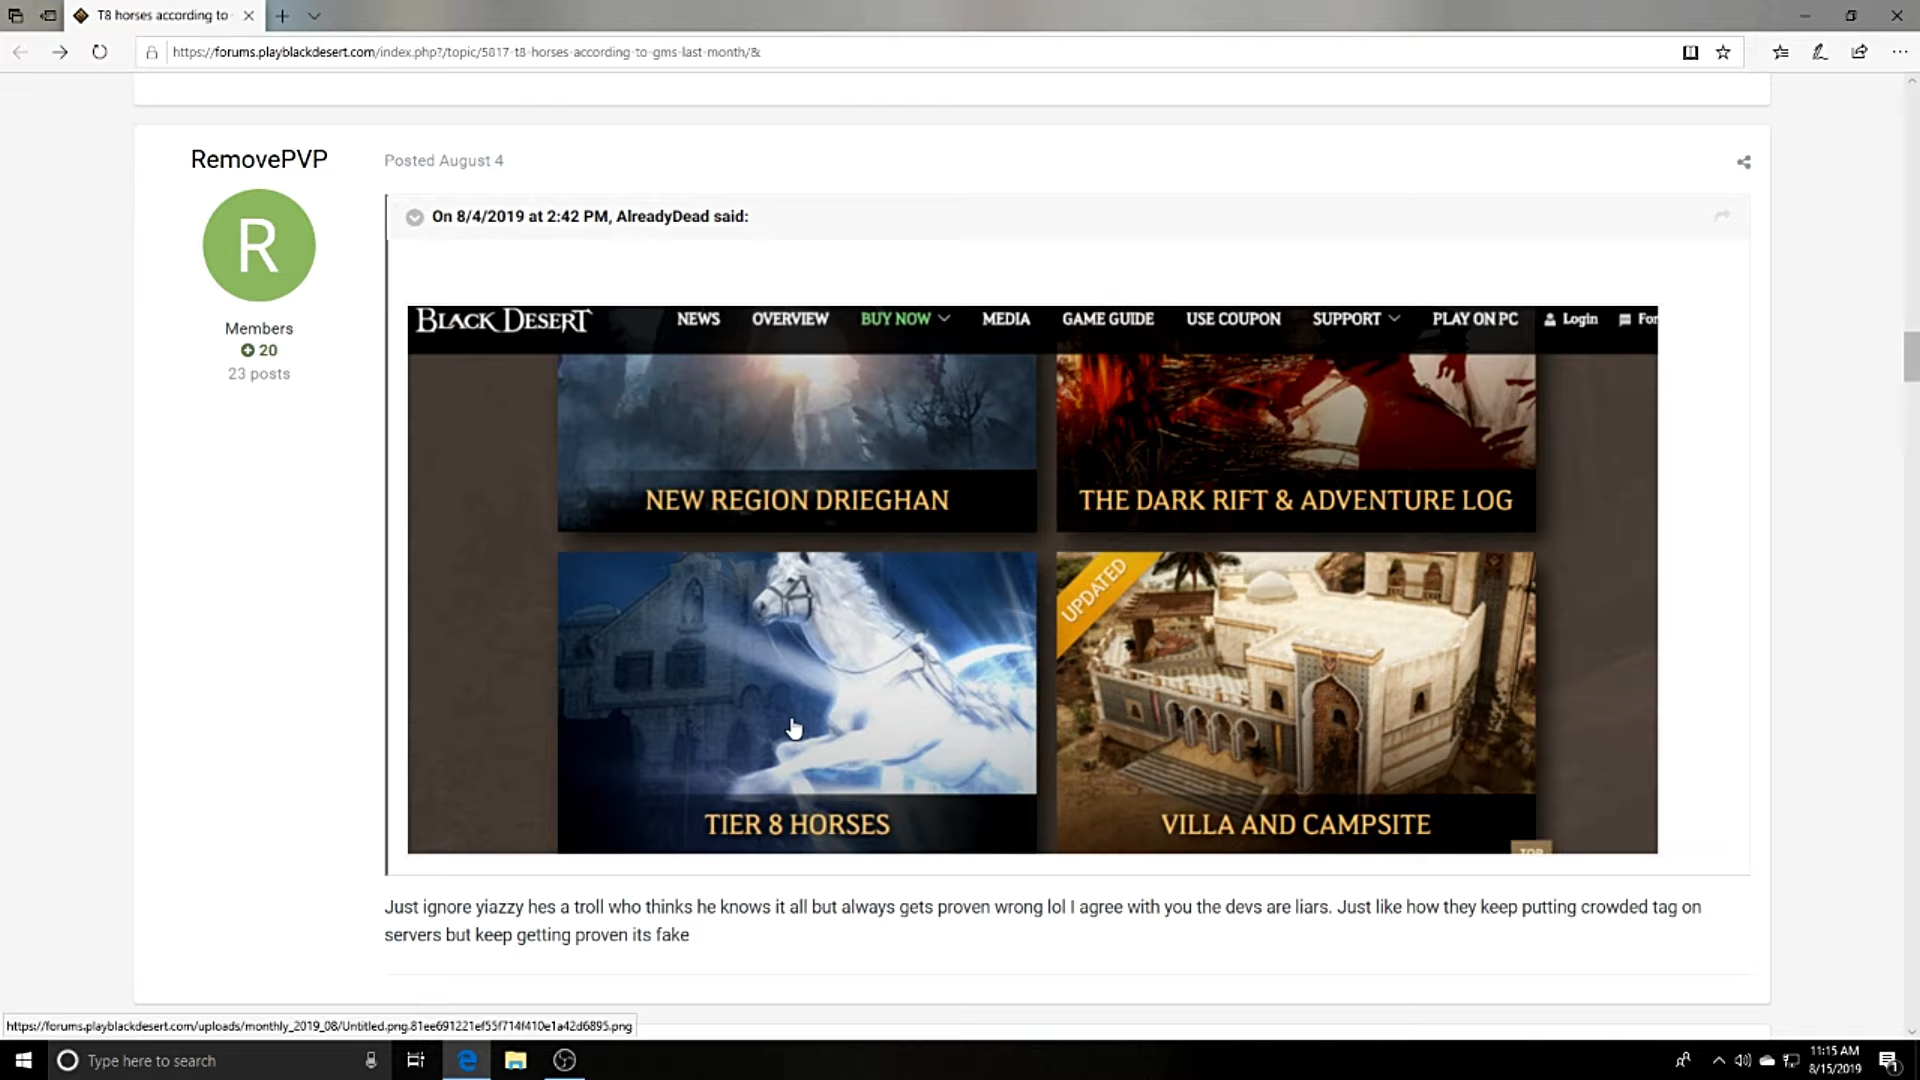 T8 horses according to
https://forums.playblackdesert.com/index.php?/topic/5817-t8-horses-according-to-gms-last-month/&
RemovePVP
Posted August 4
R
On 8/4/2019 at 2:42 PM, AlreadyDead said:
Members
20
23 posts
BLACK DESERT
NEWS OVERVIEW BUY NOW MEDIA GAME GUIDE USE COUPON SUPPORT PLAY ON PC Login For
NEW REGION DRIEGHAN
THE DARK RIFT & ADVENTURE LOG
UPDATED
TIER 8 HORSES
VILLA AND CAMPSITE
TOP
Just ignore yiazzy hes a troll who thinks he knows it all but always gets proven wrong lol I agree with you the devs are liars. Just like how they keep putting crowded tag on
servers but keep getting proven its fake
https://forums.playblackdesert.com/uploads/monthly_2019_08/Untitled.png.81ee691221ef55f714f410e1a42d6895.png
Type here to search
11:15 AM
8/15/2019
1